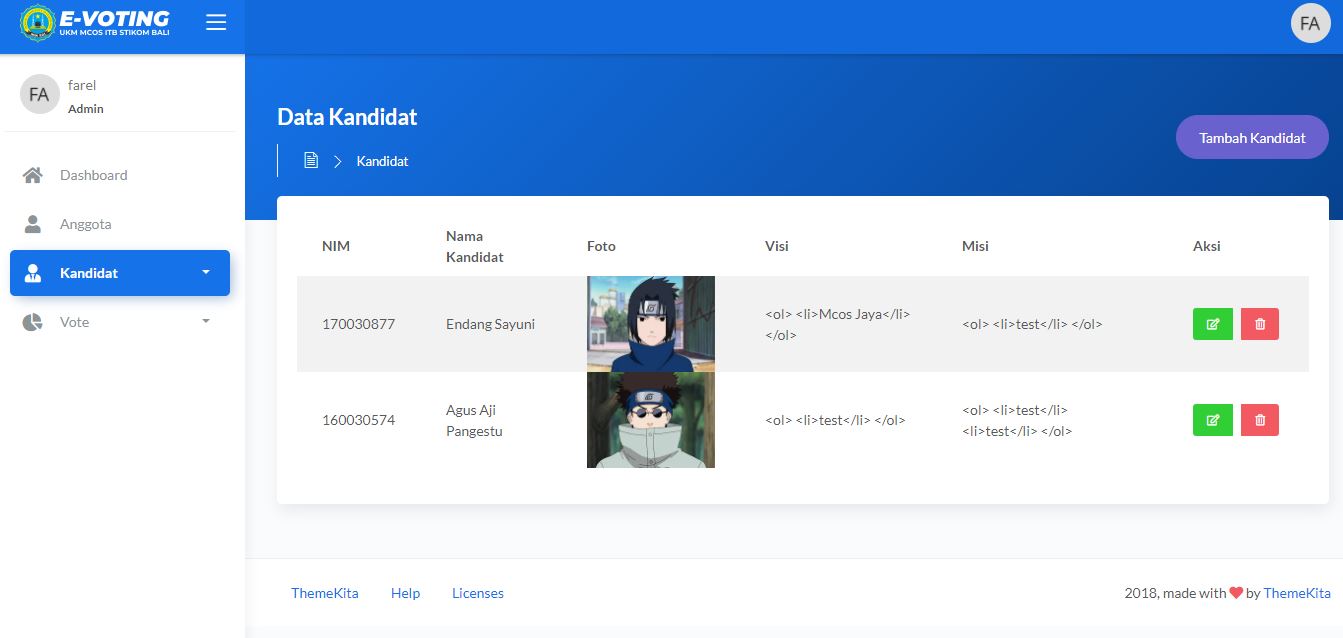 E-VOTING
UKM MCOS ITB STIKOM BALI
FA
FA
farel
Admin
Dashboard
Anggota
Kandidat
Vote
Data Kandidat
Kandidat
Tambah Kandidat
NIM
Nama
Kandidat
Foto
Visi
Misi
Aksi
170030877
Endang Sayuni
<ol> <li>Mcos Jaya</li>
</ol>
<ol> <li>test</li> </ol>
160030574
Agus Aji
Pangestu
<ol> <li>test</li> </ol>
<ol> <li>test</li>
<li>test</li> </ol>
ThemeKita
Help
Licenses
2018, made with ❤ by ThemeKita